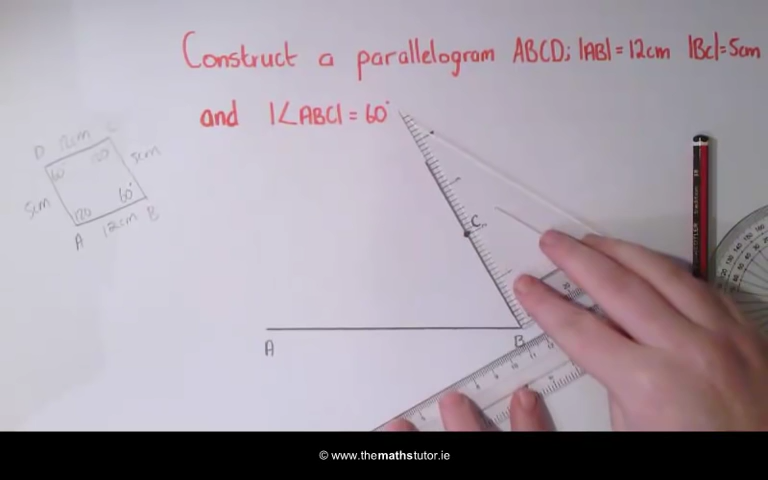 Construct a parallelogram ABCD; |AB| = 12cm |BC| = 5cm
and |∠ABC| = 60°
D 12cm C
60° 120° 5cm
5cm 120 60°
A 12cm B
C
A B
© www.themathstutor.ie